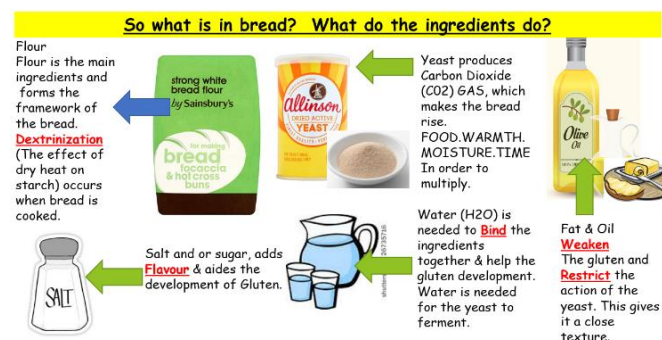 So what is in bread? What do the ingredients do?
Flour
Flour is the main
ingredients and
forms the
framework of
the bread.
Dextrinization
(The effect of
dry heat on
starch) occurs
when bread is
cooked.
strong white
bread flour
by Sainsbury's
for making
bread
focaccia
& hot cross
buns
Allinson
DRIED ACTIVE
YEAST
Yeast produces
Carbon Dioxide
(CO2) GAS, which
makes the bread
rise.
FOOD.WARMTH.
MOISTURE.TIME
In order to
multiply.
Olive
Oil
SALT
Salt and or sugar, adds
Flavour & aides the
development of Gluten.
Water (H2O) is
needed to Bind the
ingredients
together & help the
gluten development.
Water is needed
for the yeast to
ferment.
Fat & Oil
Weaken
The gluten and
Restrict the
action of the
yeast. This gives
it a close
texture.